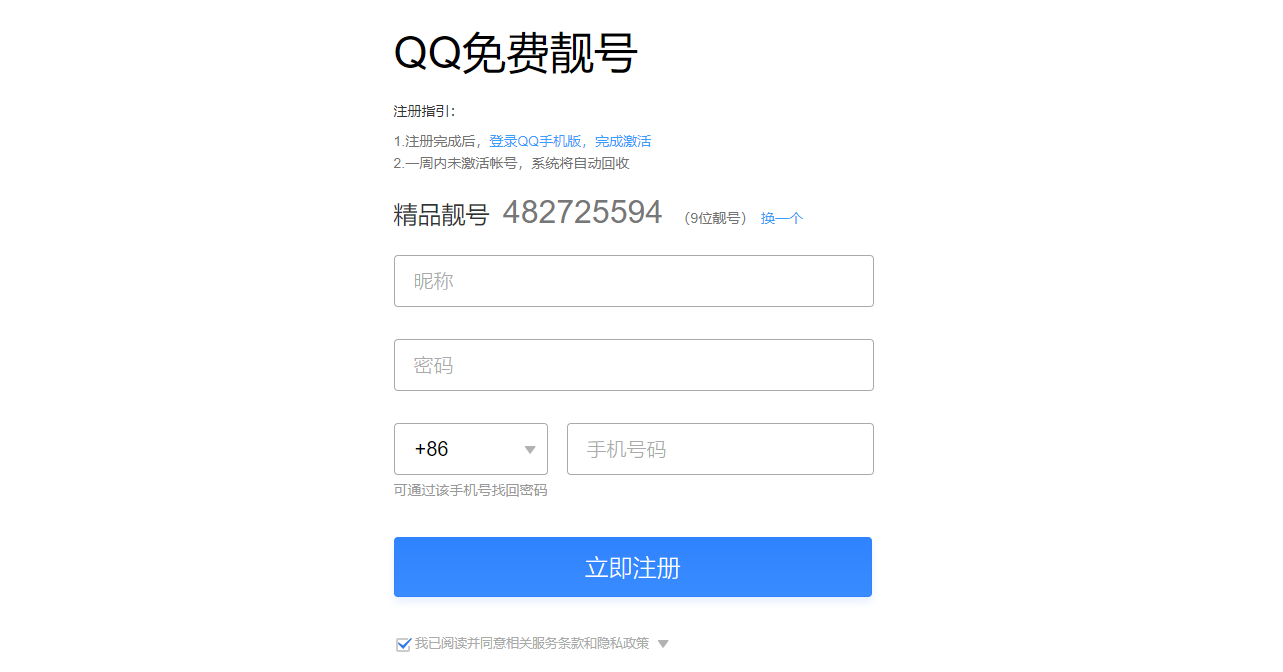 QQ免费靓号
注册指引：
1.注册完成后，登录QQ手机版，完成激活
2.一周内未激活帐号，系统将自动回收
精品靓号 482725594 （9位靓号） 换一个
昵称
密码
+86 手机号码
可通过该手机号找回密码
立即注册
我已阅读并同意相关服务条款和隐私政策